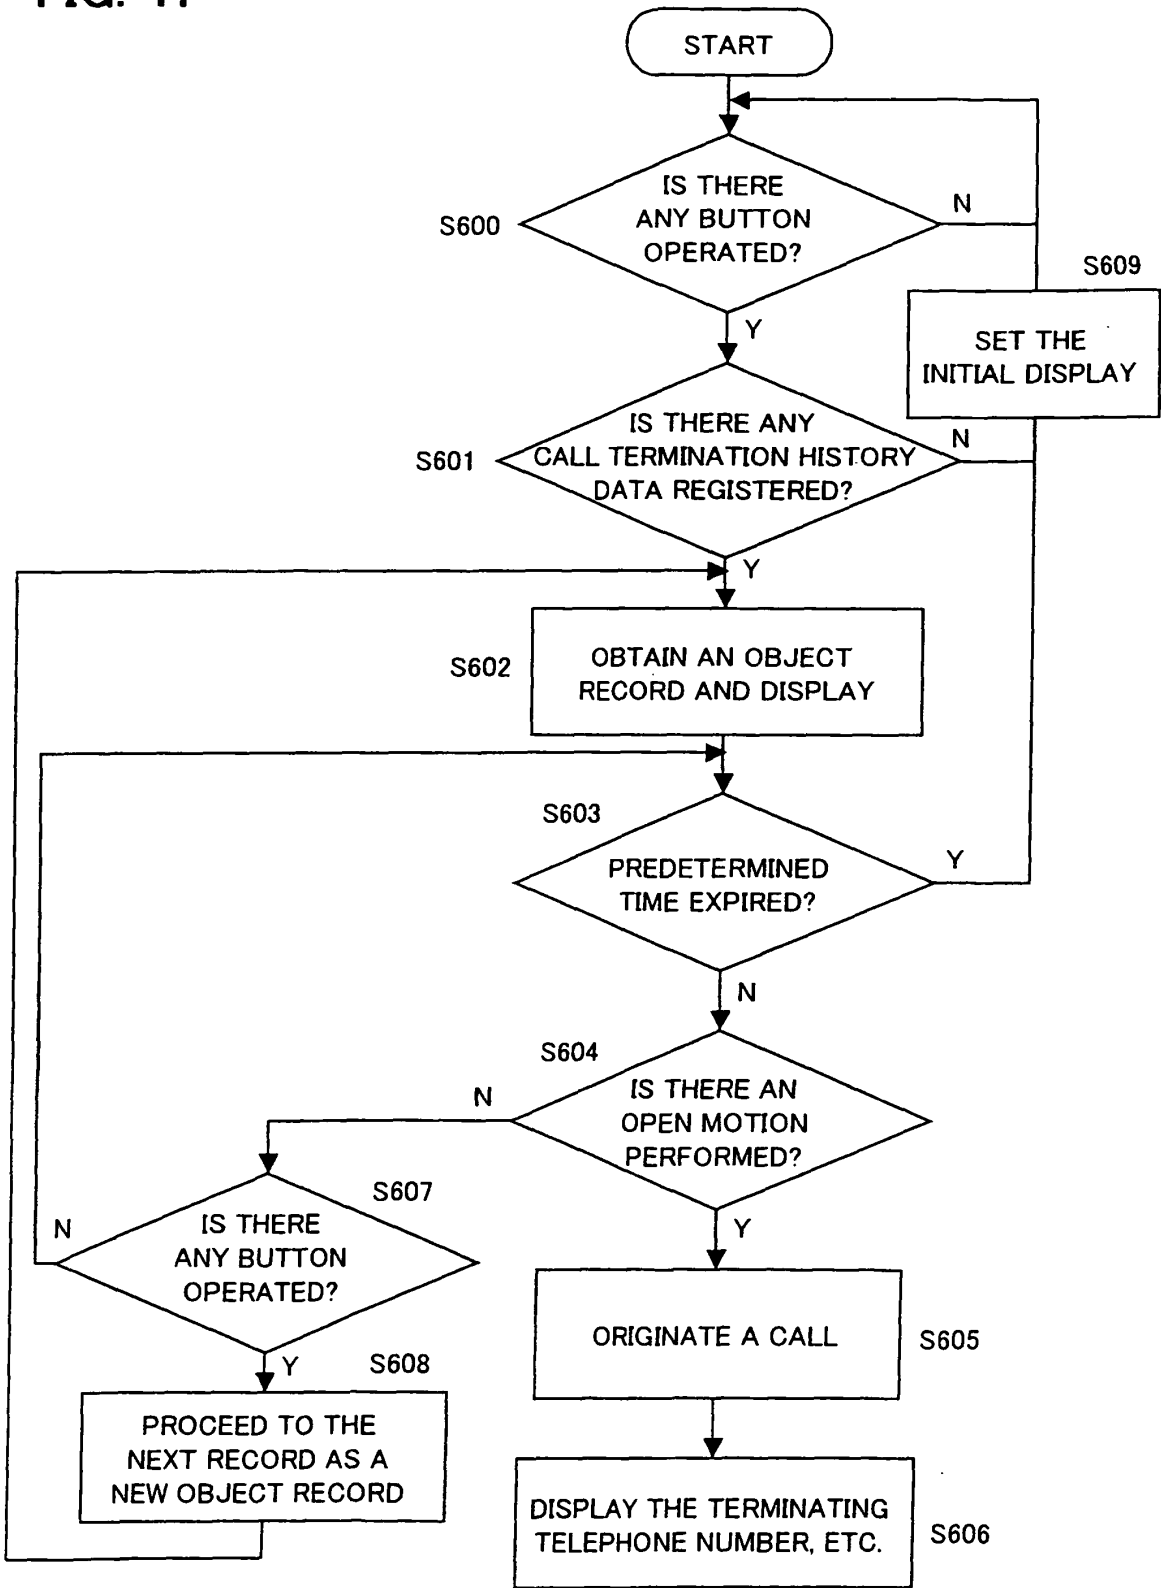 START
IS THERE
ANY BUTTON
OPERATED?
N
S600
S609
Y
SET THE
INITIAL DISPLAY
IS THERE ANY
CALL TERMINATION HISTORY
DATA REGISTERED?
N
S601
Y
OBTAIN AN OBJECT
RECORD AND DISPLAY
S602
S603
PREDETERMINED
TIME EXPIRED?
Y
N
S604
IS THERE AN
OPEN MOTION
PERFORMED?
N
S607
IS THERE
ANY BUTTON
OPERATED?
N
Y
ORIGINATE A CALL
S605
Y
S608
PROCEED TO THE
NEXT RECORD AS A
NEW OBJECT RECORD
DISPLAY THE TERMINATING
TELEPHONE NUMBER, ETC.
S606